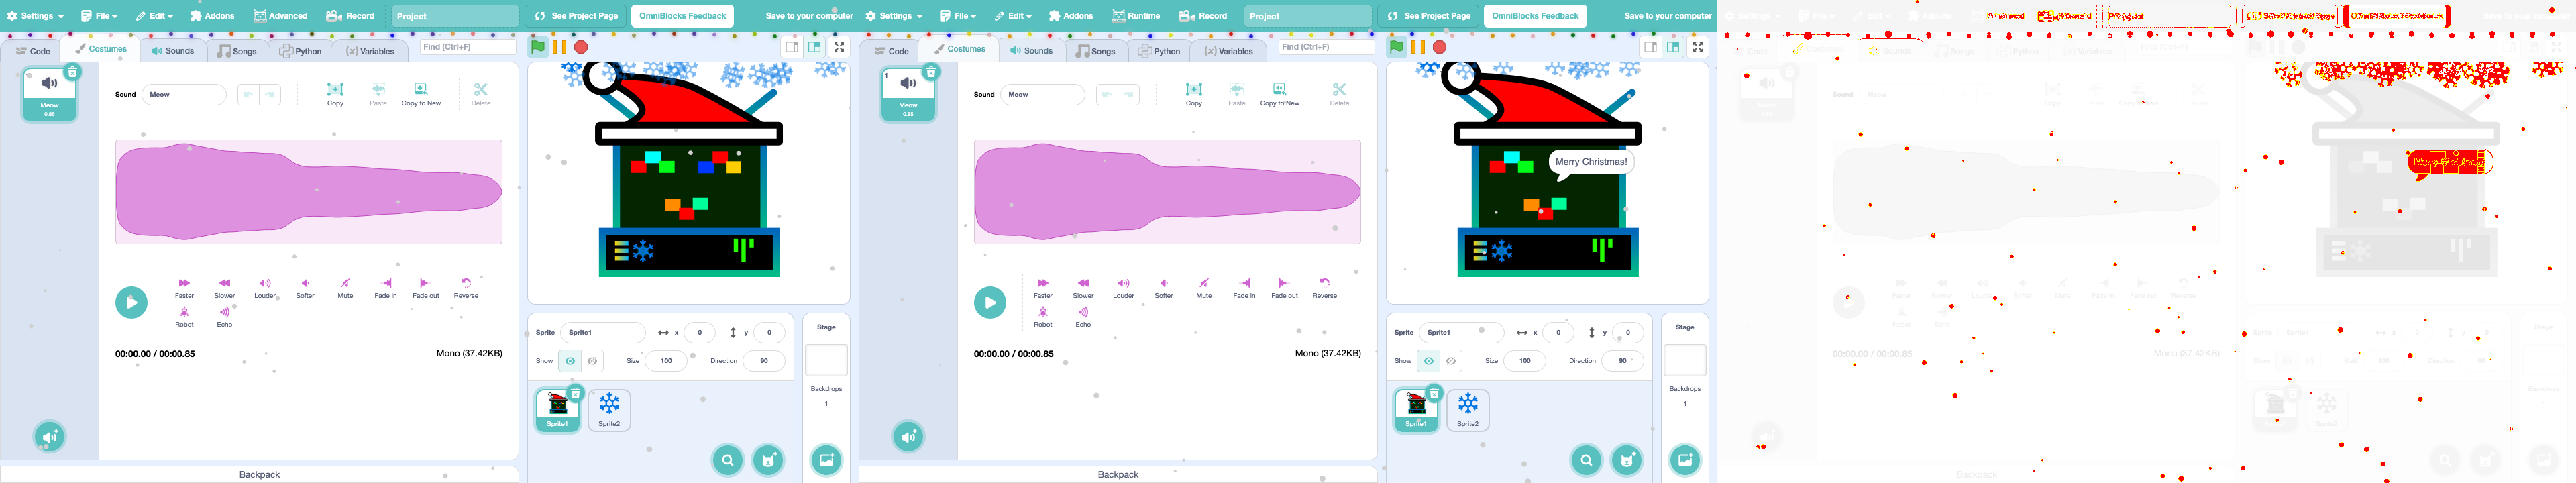 Settings File Edit Addons Advanced Record Project See Project Page OmniBlocks Feedback Save to your computer
Code Costumes Sounds Songs Python Variables Find (Ctrl+F)
Meow
0.85
Sound Meow Copy Paste Copy to New Delete
Faster Slower Louder Softer Mute Fade in Fade out Reverse
Robot Echo
00:00.00 / 00:00.85 Mono (37.42KB)
Sprite Sprite1 x 0 y 0
Show Size 100 Direction 90
Sprite1 Sprite2
Stage
Backdrops
1
Backpack
Settings File Edit Addons Runtime Record Project See Project Page OmniBlocks Feedback Save to your computer
Code Costumes Sounds Songs Python Variables Find (Ctrl+F)
1
Meow
0.85
Sound Meow Copy Paste Copy to New Delete
Merry Christmas!
Faster Slower Louder Softer Mute Fade in Fade out Reverse
Robot Echo
00:00.00 / 00:00.85 Mono (37.42KB)
Sprite Sprite1 x 0 y 0
Show Size 100 Direction 90
Sprite1 Sprite2
Stage
Backdrops
1
Backpack
Backpack